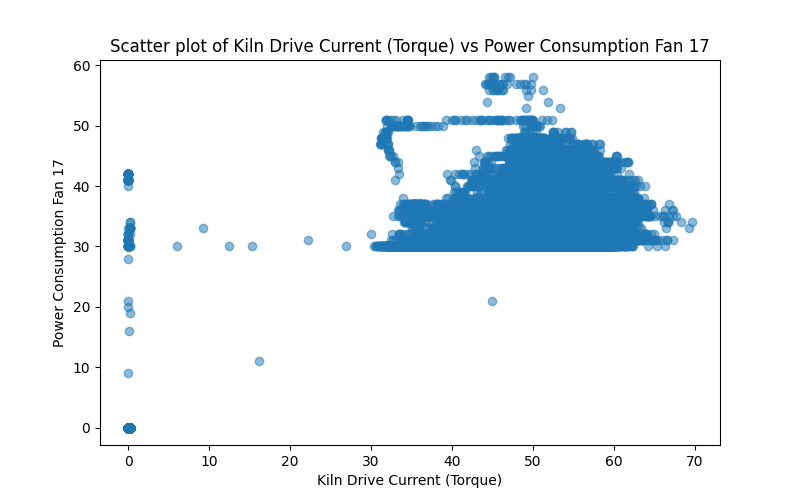 Scatter plot of Kiln Drive Current (Torque) vs Power Consumption Fan 17
60
50
40
30
20
10
0
Power Consumption Fan 17
0 10 20 30 40 50 60 70
Kiln Drive Current (Torque)